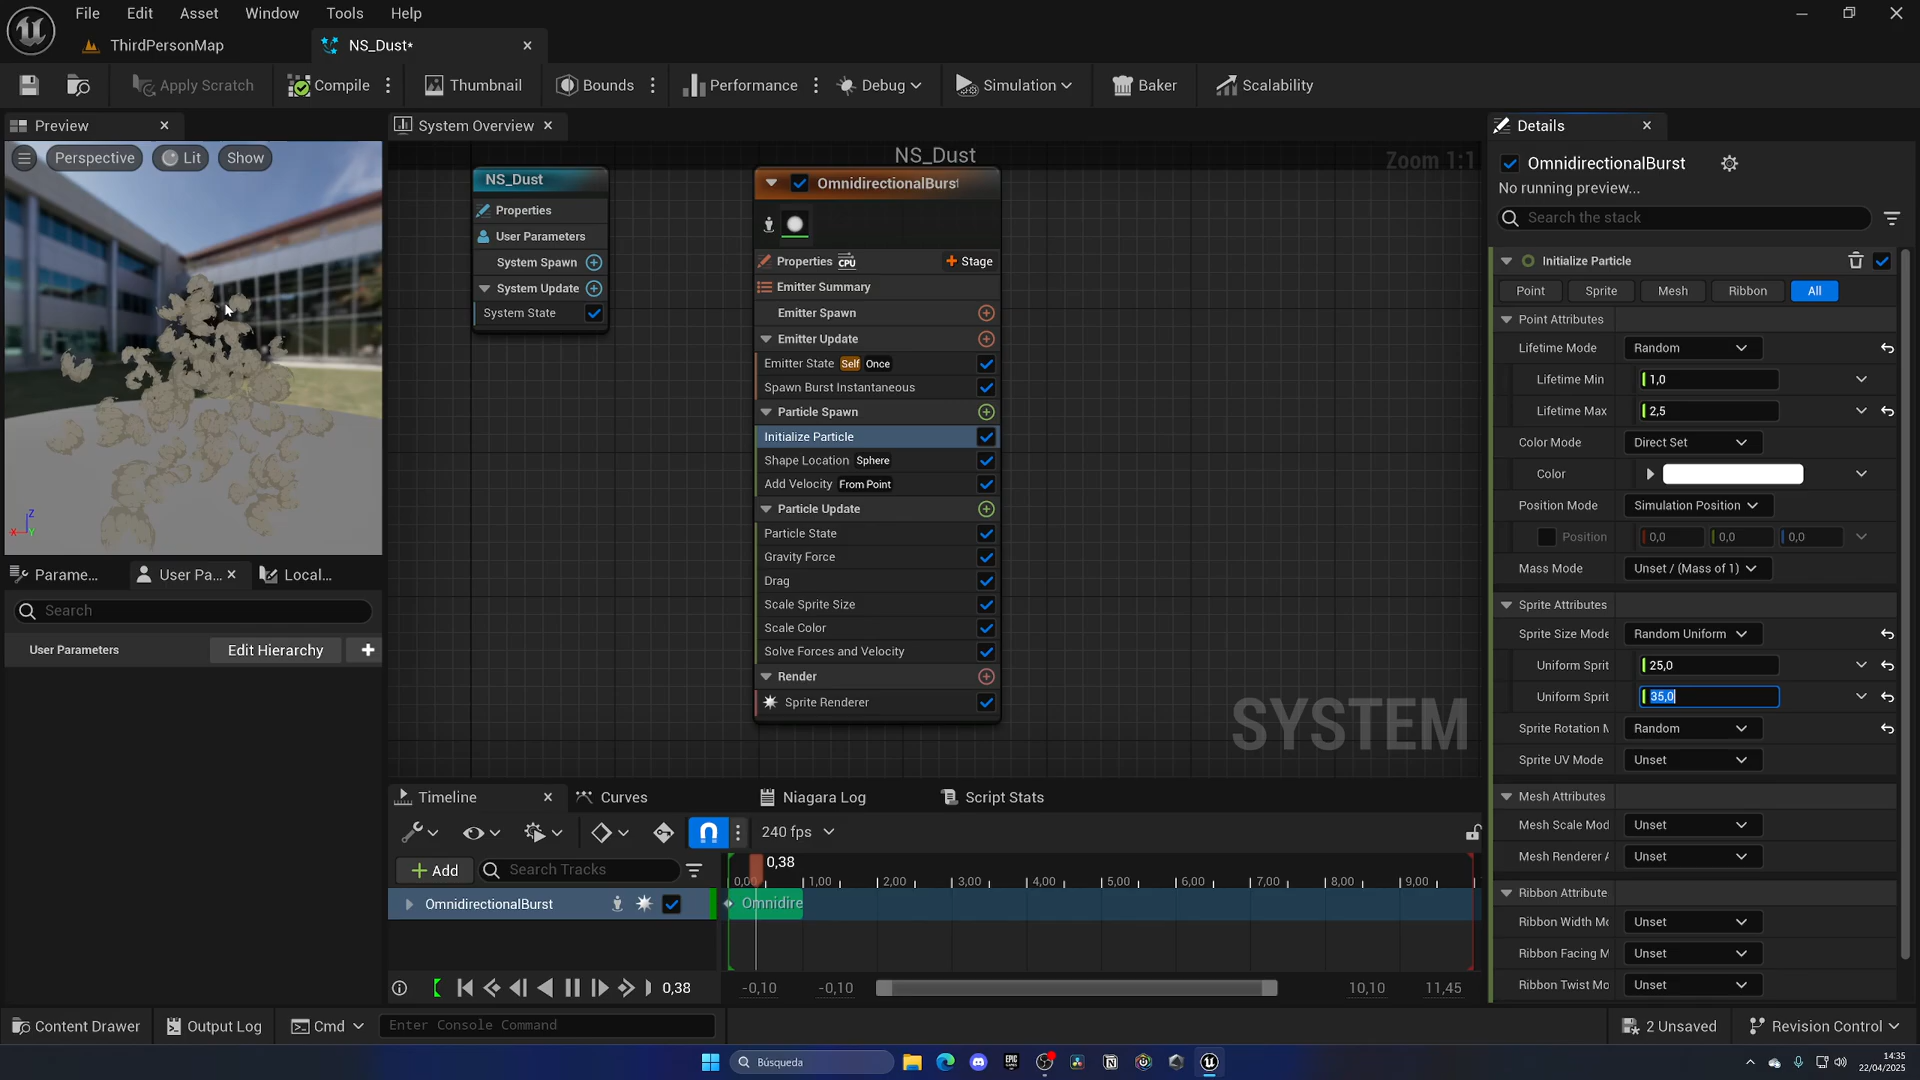 File Edit Asset Window Tools Help
ThirdPersonMap
NS_Dust*
Apply Scratch
Compile
Thumbnail
Bounds
Performance
Debug
Simulation
Baker
Scalability
Preview
Perspective
Lit
Show
Z
X
Y
Parame...
User Pa...
Local...
Search
User Parameters
Edit Hierarchy
System Overview
NS_Dust
Zoom 1:1
NS_Dust
Properties
User Parameters
System Spawn
System Update
System State
OmnidirectionalBurst
Properties CPU
Stage
Emitter Summary
Emitter Spawn
Emitter Update
Emitter State Self Once
Spawn Burst Instantaneous
Particle Spawn
Initialize Particle
Shape Location Sphere
Add Velocity From Point
Particle Update
Particle State
Gravity Force
Drag
Scale Sprite Size
Scale Color
Solve Forces and Velocity
Render
Sprite Renderer
SYSTEM
Timeline
Curves
Niagara Log
Script Stats
240 fps
Add
Search Tracks
0,38
0,00 1,00 2,00 3,00 4,00 5,00 6,00 7,00 8,00 9,00
OmnidirectionalBurst
Omnidire
0,38
-0,10
-0,10
10,10
11,45
Details
OmnidirectionalBurst
No running preview...
Search the stack
Initialize Particle
Point
Sprite
Mesh
Ribbon
All
Point Attributes
Lifetime Mode Random
Lifetime Min 1,0
Lifetime Max 2,5
Color Mode Direct Set
Color
Position Mode Simulation Position
Position 0,0 0,0 0,0
Mass Mode Unset / (Mass of 1)
Sprite Attributes
Sprite Size Mode Random Uniform
Uniform Sprit 25,0
Uniform Sprit 35,0
Sprite Rotation M Random
Sprite UV Mode Unset
Mesh Attributes
Mesh Scale Mod Unset
Mesh Renderer A Unset
Ribbon Attribute
Ribbon Width Mo Unset
Ribbon Facing M Unset
Ribbon Twist Mo Unset
Content Drawer
Output Log
Cmd
Enter Console Command
2 Unsaved
Revision Control
Búsqueda
14:35
22/04/2025